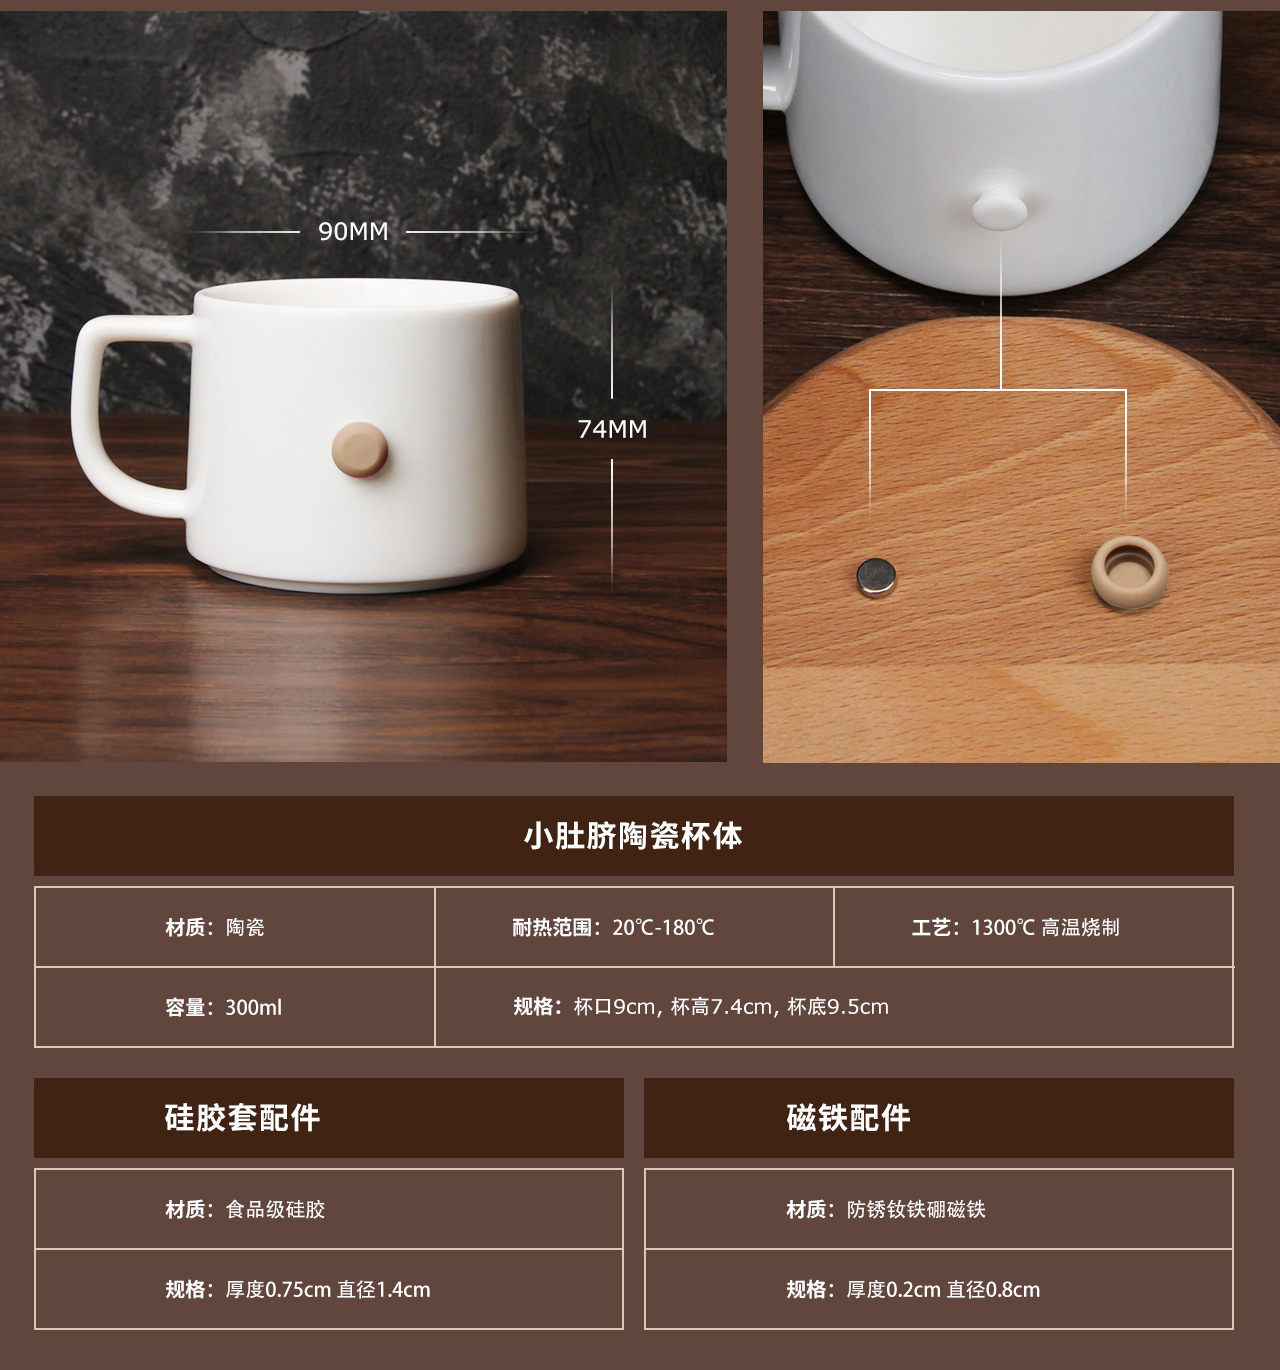 90MM
74MM
小肚脐陶瓷杯体
材质：陶瓷
耐热范围：20℃-180℃
工艺：1300℃ 高温烧制
容量：300ml
规格：杯口9cm, 杯高7.4cm, 杯底9.5cm
硅胶套配件
磁铁配件
材质：食品级硅胶
材质：防锈钕铁硼磁铁
规格：厚度0.75cm 直径1.4cm
规格：厚度0.2cm 直径0.8cm